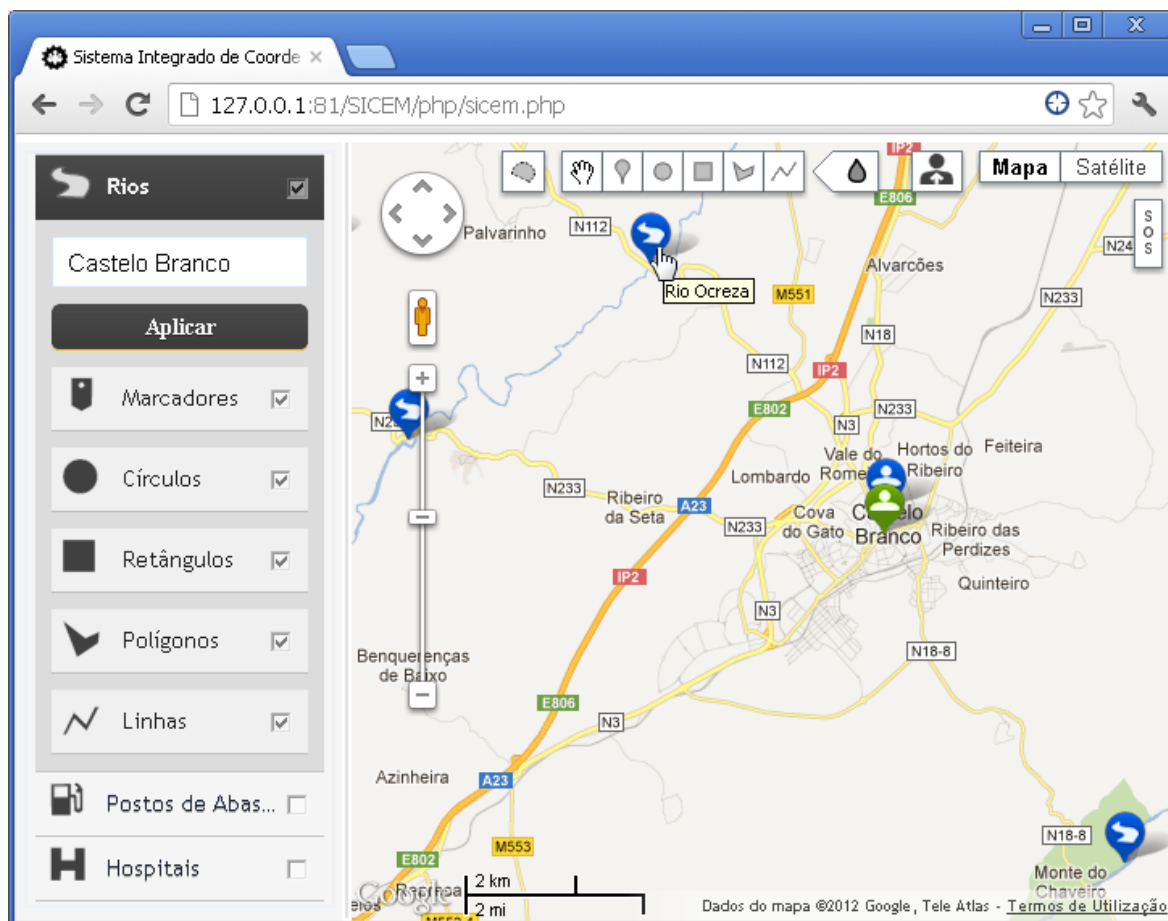 Sistema Integrado de Coorde
127.0.0.1:81/SICEM/php/sicem.php
Rios
Castelo Branco
Aplicar
Marcadores
Círculos
Retângulos
Polígonos
Linhas
Postos de Abas...
Hospitais
Mapa
Satélite
SOS
IP2
E806
Palvarinho
N112
Rio Ocreza
M551
Alvarcões
N24
N233
N18
N112
IP2
E802
N233
N3
Vale do
Hortos do
Ribeiro
Feiteira
Lombardo
N233
Ribeiro
da Seta
A23
N233
Cova
do Gato
Branco
Ribeiro das
Perdizes
Quinteiro
IP2
N3
N18-8
Benquerenças
de Baixo
E806
N3
Azinheira
A23
M553
E802
N18-8
Monte do
Chaveiro
Google
2 km
2 mi
Dados do mapa ©2012 Google, Tele Atlas - Termos de Utilização